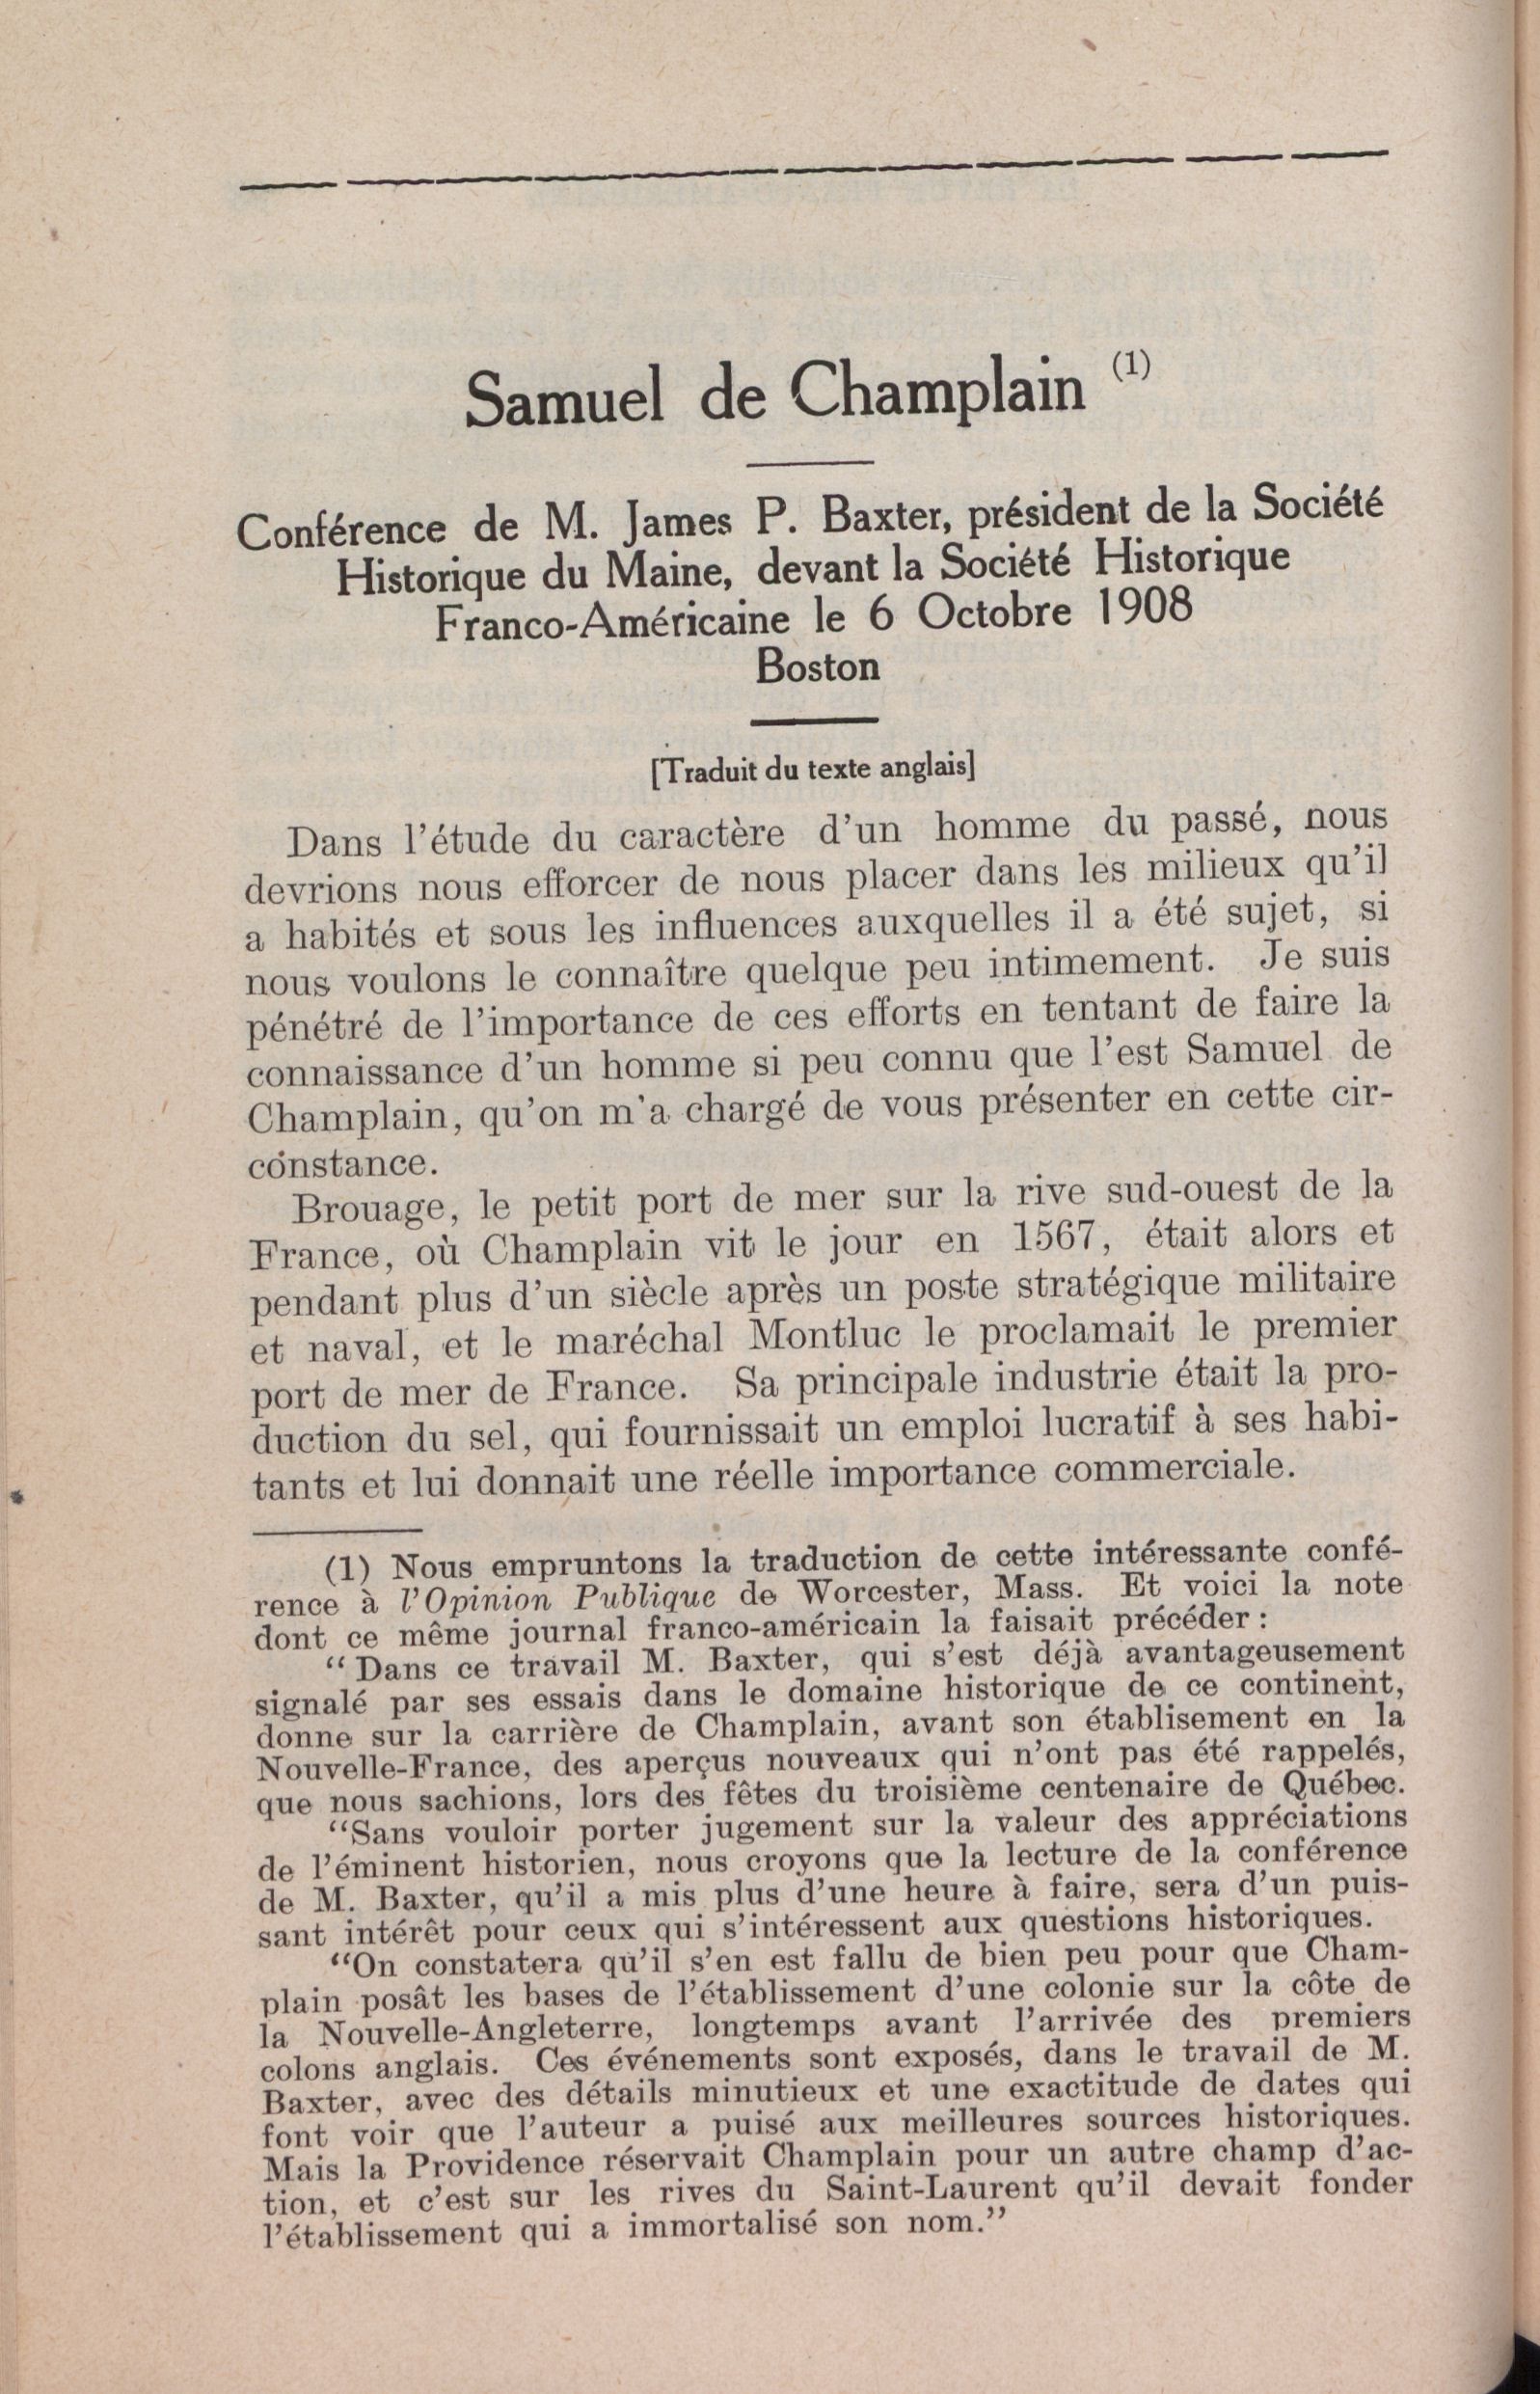 Samuel de Champlain (1)
Conférence de M. James P. Baxter, président de la Société
Historique du Maine, devant la Société Historique
Franco-Américaine le 6 Octobre 1908
Boston
[Traduit du texte anglais]
Dans l'étude du caractère d'un homme du passé, nous
devrions nous efforcer de nous placer dans les milieux qu'il
a habités et sous les influences auxquelles il a été sujet, si
nous voulons le connaître quelque peu intimement. Je suis
pénétré de l'importance de ces efforts en tentant de faire la
connaissance d'un homme si peu connu que l'est Samuel de
Champlain, qu'on m'a chargé de vous présenter en cette cir-
constance.
Brouage, le petit port de mer sur la rive sud-ouest de la
France, où Champlain vit le jour en 1567, était alors et
pendant plus d'un siècle après un poste stratégique militaire
et naval, et le maréchal Montluc le proclamait le premier
port de mer de France. Sa principale industrie était la pro-
duction du sel, qui fournissait un emploi lucratif à ses habi-
tants et lui donnait une réelle importance commerciale.
(1) Nous empruntons la traduction de cette intéressante confé-
rence à l'Opinion Publique de Worcester, Mass. Et voici la note
dont ce même journal franco-américain la faisait précéder :
"Dans ce travail M. Baxter, qui s'est déjà avantageusement
signalé par ses essais dans le domaine historique de ce continent,
donne sur la carrière de Champlain, avant son établisement en la
Nouvelle-France, des aperçus nouveaux qui n'ont pas été rappelés,
que nous sachions, lors des fêtes du troisième centenaire de Québec.
"Sans vouloir porter jugement sur la valeur des appréciations
de l'éminent historien, nous croyons que la lecture de la conférence
de M. Baxter, qu'il a mis plus d'une heure à faire, sera d'un puis-
sant intérêt pour ceux qui s'intéressent aux questions historiques.
"On constatera qu'il s'en est fallu de bien peu pour que Cham-
plain posât les bases de l'établissement d'une colonie sur la côte de
la Nouvelle-Angleterre, longtemps avant l'arrivée des premiers
colons anglais. Ces événements sont exposés, dans le travail de M.
Baxter, avec des détails minutieux et une exactitude de dates qui
font voir que l'auteur a puisé aux meilleures sources historiques.
Mais la Providence réservait Champlain pour un autre champ d'ac-
tion, et c'est sur les rives du Saint-Laurent qu'il devait fonder
l'établissement qui a immortalisé son nom."